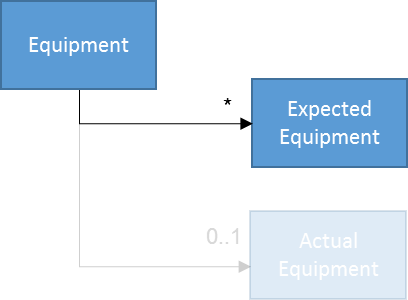 Equipment
*
Expected
Equipment
0..1
Actual
Equipment